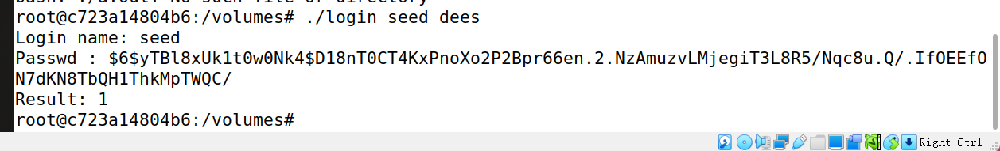 root@c723a14804b6:/volumes# ./login seed dees
Login name: seed
Passwd : $6$yTBl8xUk1t0w0Nk4$D18nT0CT4KxPnoXo2P2Bpr66en.2.NzAmuzvLMjegiT3L8R5/Nqc8u.Q/.IfOEEfO
N7dKN8TbQH1ThkMpTWQC/
Result: 1
root@c723a14804b6:/volumes#
Right Ctrl